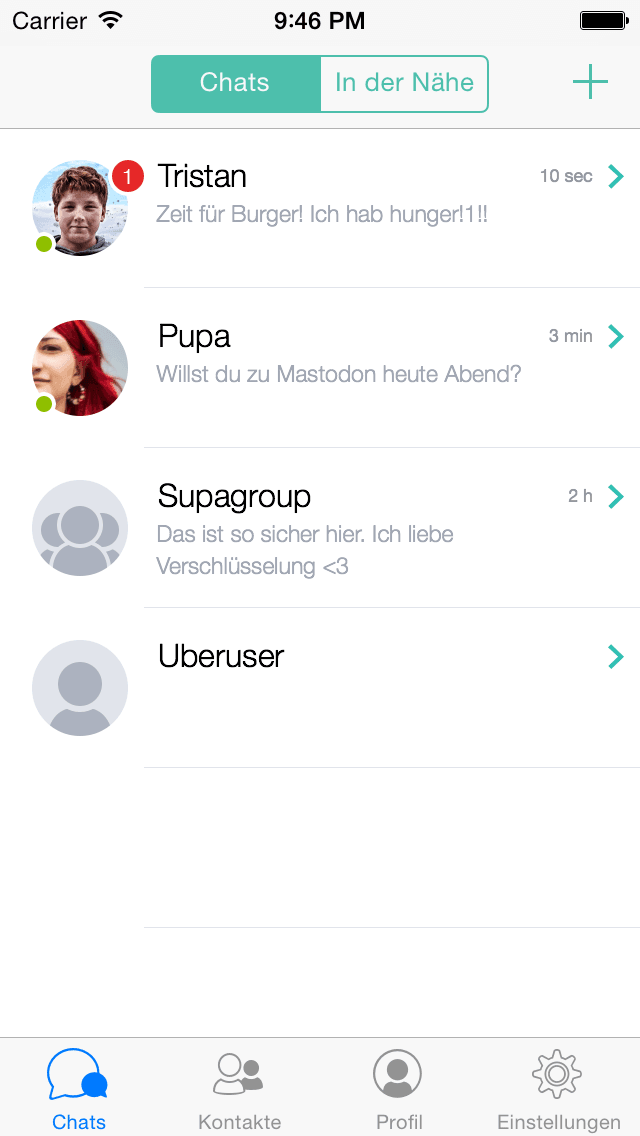 Carrier 9:46 PM
Chats In der Nähe
1 Tristan 10 sec
Zeit für Burger! Ich hab hunger!1!!
Pupa 3 min
Willst du zu Mastodon heute Abend?
Supagroup 2 h
Das ist so sicher hier. Ich liebe
Verschlüsselung <3
Uberuser
Chats Kontakte Profil Einstellungen